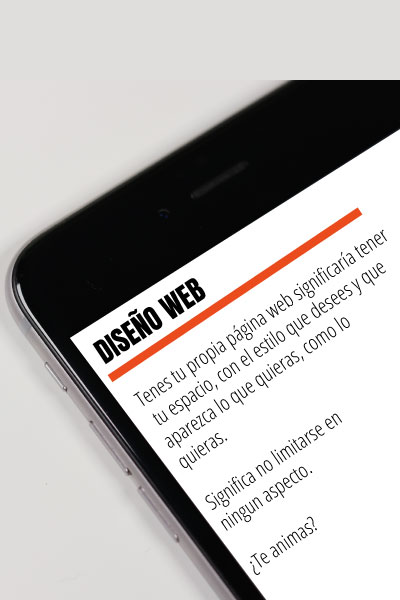 DISEÑO WEB
Tenes tu propia página web significaría tener
tu espacio, con el estilo que desees y que
aparezca lo que quieras, como lo
quieras.
Significa no limitarse en
ningun aspecto.
¿Te animas?